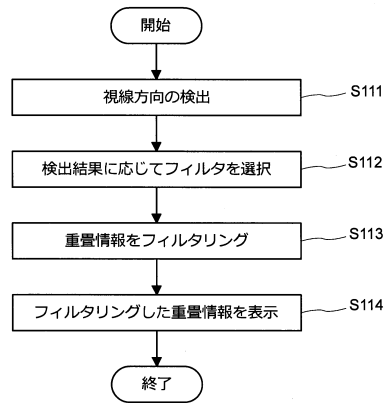 開始
視線方向の検出
S111
検出結果に応じてフィルタを選択
S112
重畳情報をフィルタリング
S113
フィルタリングした重畳情報を表示
S114
終了